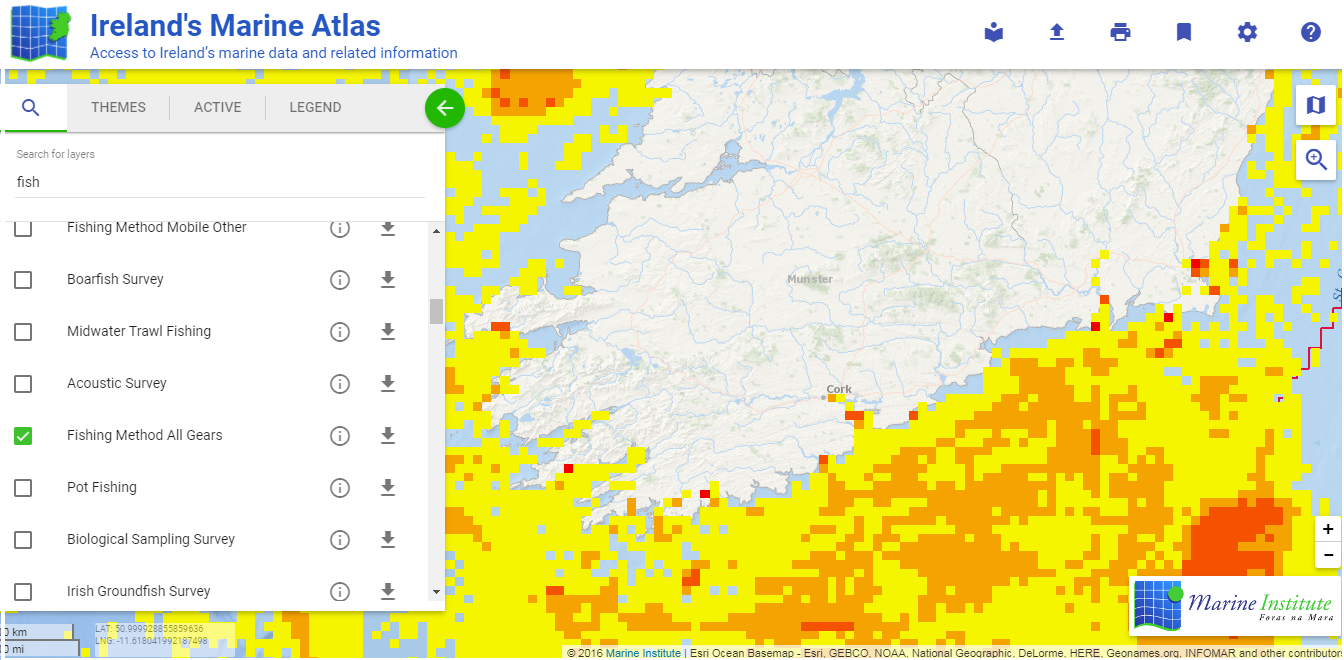 Ireland's Marine Atlas
Access to Ireland's marine data and related information
THEMES
ACTIVE
LEGEND
Search for layers
fish
Fishing Method Mobile Other
Boarfish Survey
Midwater Trawl Fishing
Acoustic Survey
Fishing Method All Gears
Pot Fishing
Biological Sampling Survey
Irish Groundfish Survey
Munster
Cork
+
−
Marine Institute
Foras na Mara
0 km
0 mi
LAT: 50.999928855859636
LNG: -11.618041992187498
© 2016 Marine Institute | Esri Ocean Basemap - Esri, GEBCO, NOAA, National Geographic, DeLorme, HERE, Geonames.org, INFOMAR and other contributors